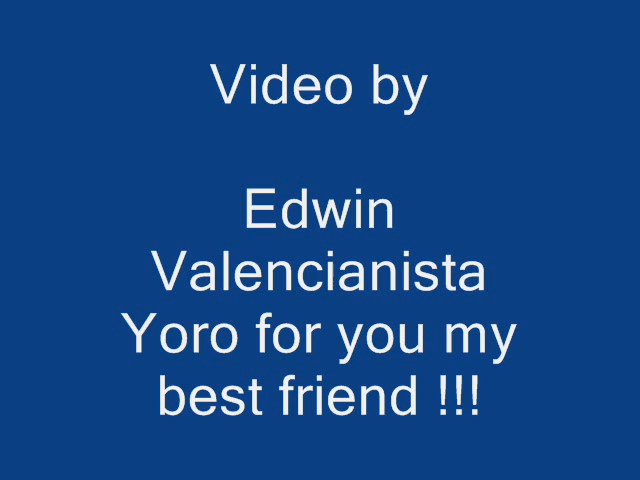 Video by
Edwin
Valencianista
Yoro for you my
best friend !!!